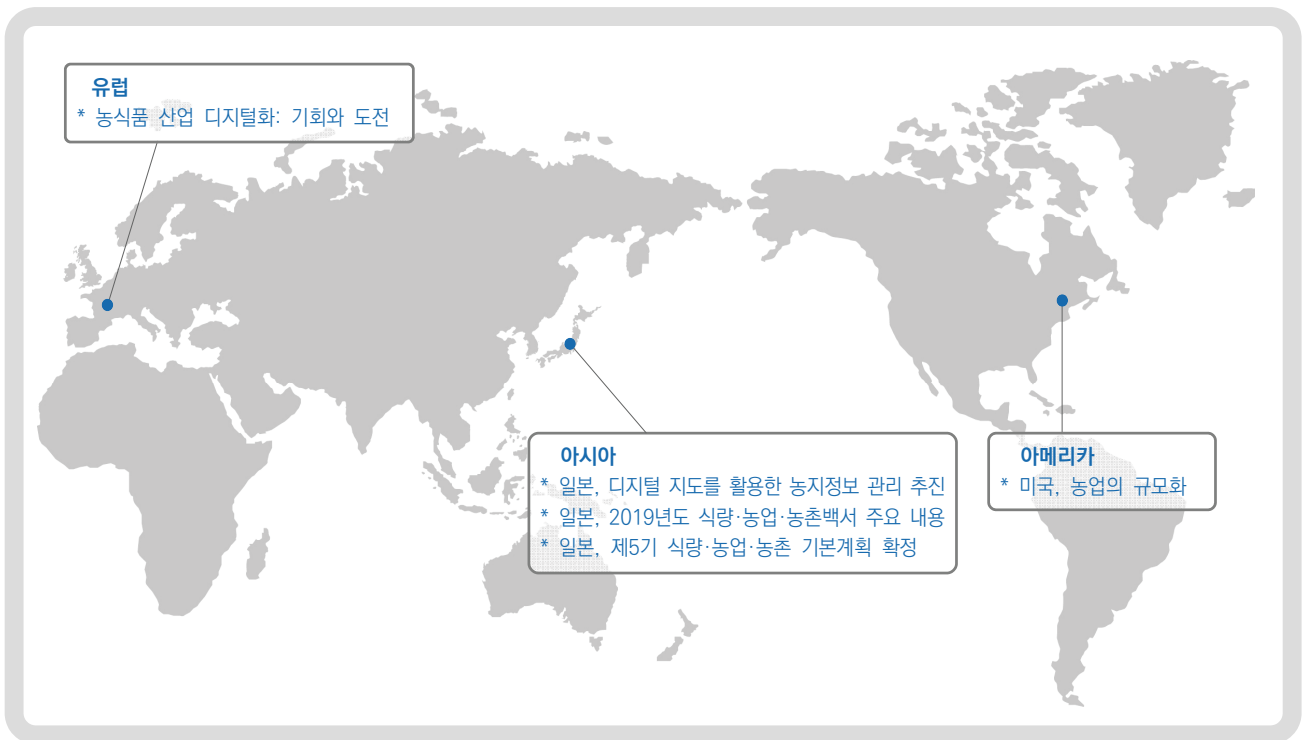 유럽
* 농식품 산업 디지털화: 기회와 도전
아시아
* 일본, 디지털 지도를 활용한 농지정보 관리 추진
* 일본, 2019년도 식량·농업·농촌백서 주요 내용
* 일본, 제5기 식량·농업·농촌 기본계획 확정
아메리카
* 미국, 농업의 규모화